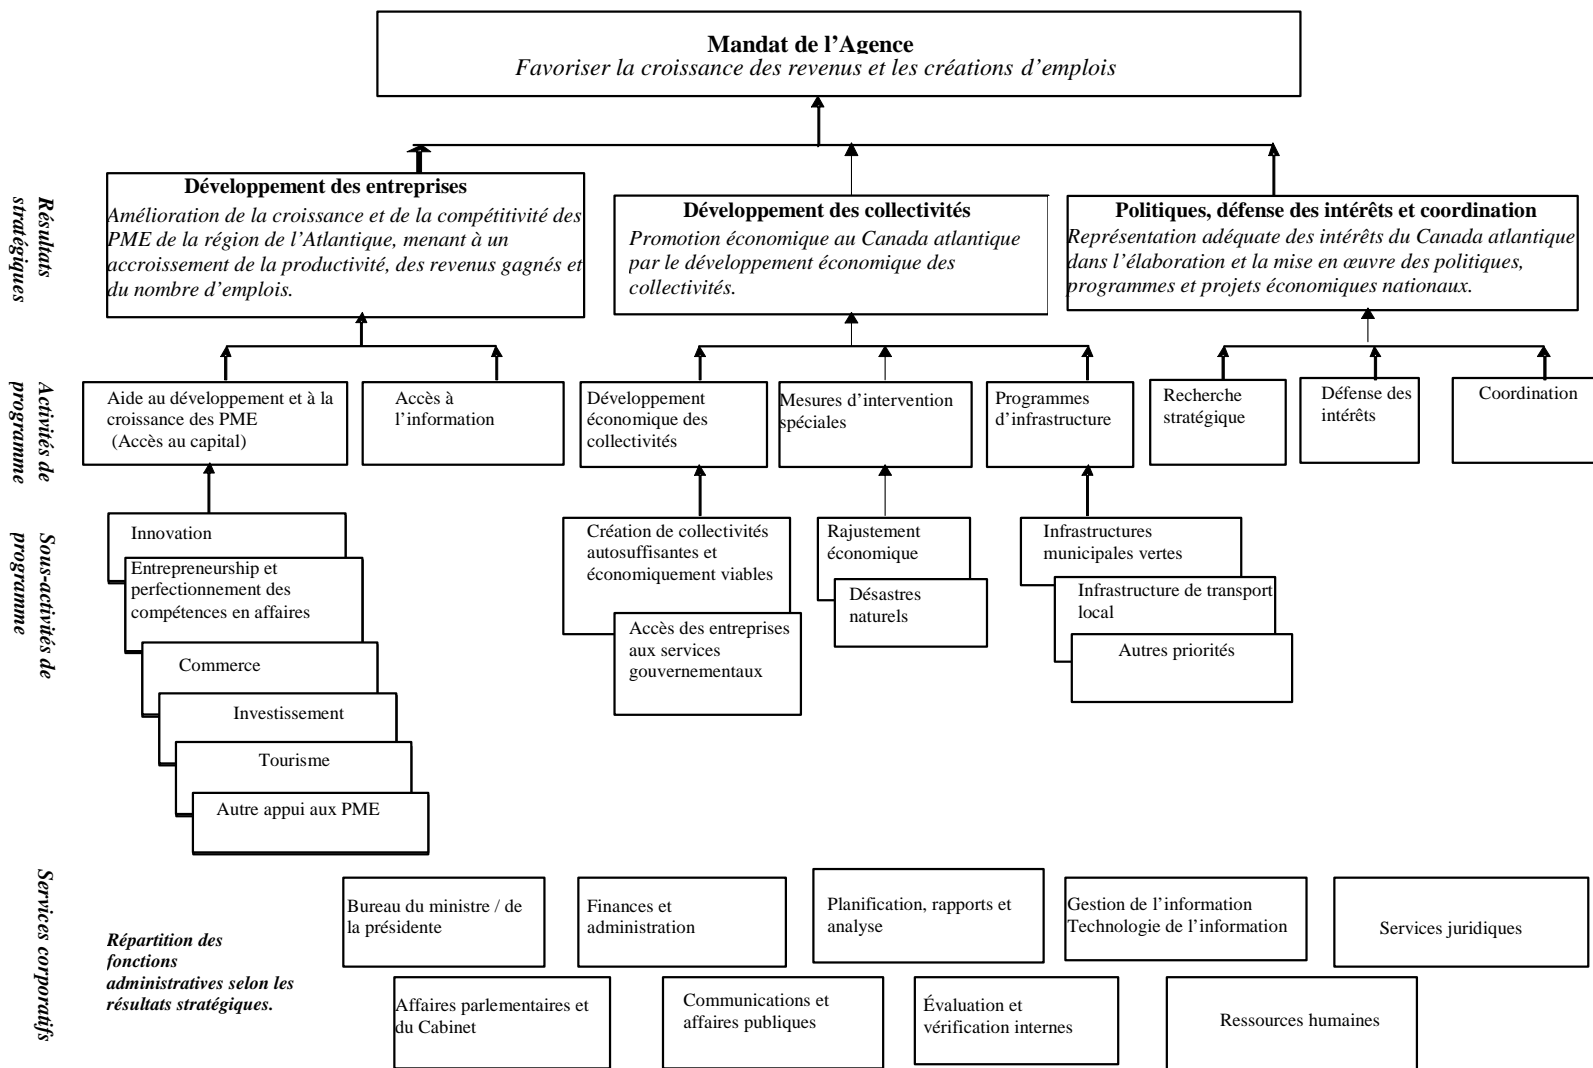 Mandat de l’Agence
Favoriser la croissance des revenus et les créations d’emplois
Résultats
stratégiques
Développement des entreprises
Amélioration de la croissance et de la compétitivité des
PME de la région de l’Atlantique, menant à un
accroissement de la productivité, des revenus gagnés et
du nombre d’emplois.
Développement des collectivités
Promotion économique au Canada atlantique
par le développement économique des
collectivités.
Politiques, défense des intérêts et coordination
Représentation adéquate des intérêts du Canada atlantique
dans l’élaboration et la mise en œuvre des politiques,
programmes et projets économiques nationaux.
Activités de
programme
Aide au développement et à la
croissance des PME
(Accès au capital)
Accès à
l’information
Développement
économique des
collectivités
Mesures d’intervention
spéciales
Programmes
d’infrastructure
Recherche
stratégique
Défense des
intérêts
Coordination
Sous-activités de
programme
Innovation
Entrepreneurship et
perfectionnement des
compétences en affaires
Commerce
Investissement
Tourisme
Autre appui aux PME
Création de collectivités
autosuffisantes et
économiquement viables
Accès des entreprises
aux services
gouvernementaux
Rajustement
économique
Désastres
naturels
Infrastructures
municipales vertes
Infrastructure de transport
local
Autres priorités
Services corporatifs
Répartition des
fonctions
administratives selon les
résultats stratégiques.
Bureau du ministre / de
la présidente
Finances et
administration
Planification, rapports et
analyse
Gestion de l’information
Technologie de l’information
Services juridiques
Affaires parlementaires et
du Cabinet
Communications et
affaires publiques
Évaluation et
vérification internes
Ressources humaines